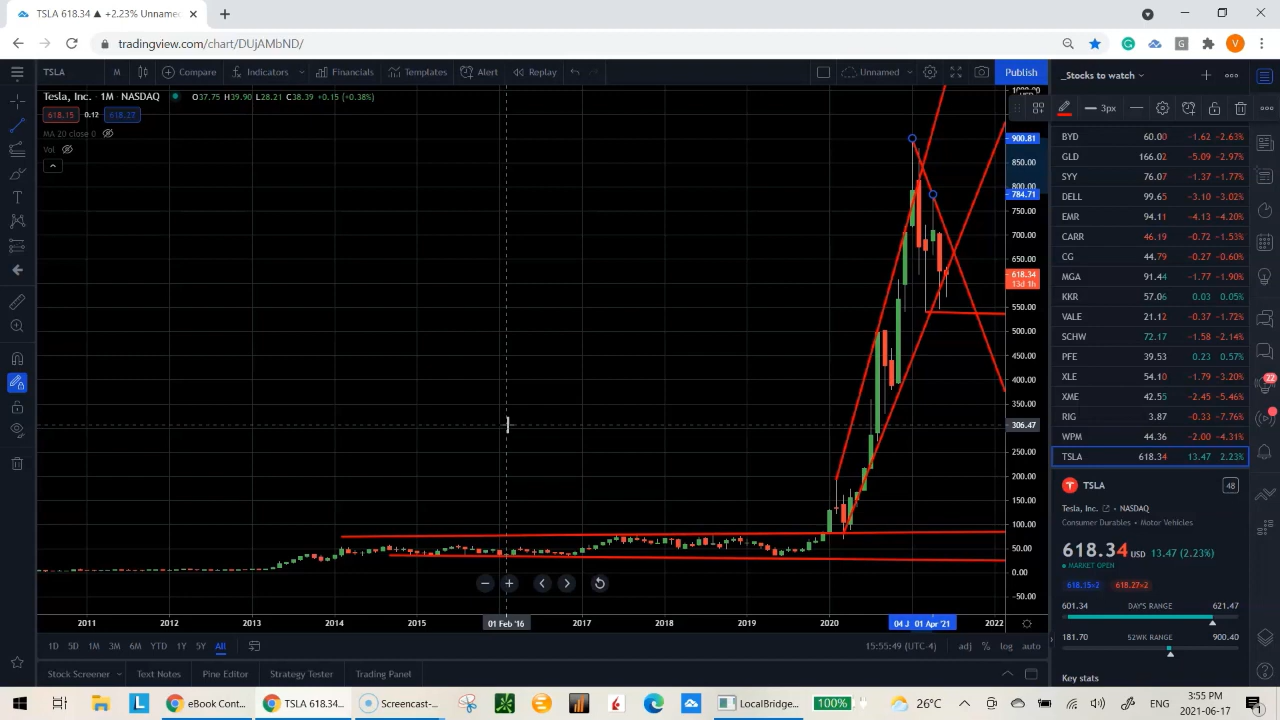 TSLA 618.34 ▲ +2.23% Unname
tradingview.com/chart/DUjAMbND/
TSLA M Compare Indicators Financials Templates Alert Replay Unnamed Publish
_Stocks to watch
Tesla, Inc. · 1M · NASDAQ O37.75 H39.90 L28.21 C38.39 +0.15 (+0.38%)
618.15 0.12 618.27
MA 20 close 0
Vol
3px
900.81
850.00
800.00
784.71
750.00
700.00
650.00
618.34
13d 1h
550.00
500.00
450.00
400.00
350.00
306.47
250.00
200.00
150.00
100.00
50.00
0.00
−50.00
2011 2012 2013 2014 2015 01 Feb '16 2017 2018 2019 2020 04 J 01 Apr '21 2022
1D 5D 1M 3M 6M YTD 1Y 5Y All
15:55:49 (UTC-4) adj % log auto
Stock Screener Text Notes Pine Editor Strategy Tester Trading Panel
BYD 60.00 −1.62 −2.63%
GLD 166.02 −5.09 −2.97%
SYY 76.07 −1.37 −1.77%
DELL 99.65 −3.10 −3.02%
EMR 94.11 −4.13 −4.20%
CARR 46.19 −0.72 −1.53%
CG 44.79 −0.27 −0.60%
MGA 91.44 −1.77 −1.90%
KKR 57.06 0.03 0.05%
VALE 21.12 −0.37 −1.72%
SCHW 72.17 −1.58 −2.14%
PFE 39.53 0.23 0.57%
XLE 54.10 −1.79 −3.20%
XME 42.55 −2.45 −5.46%
RIG 3.87 −0.33 −7.76%
WPM 44.36 −2.00 −4.31%
TSLA 618.34 13.47 2.23%
22
T TSLA 48
Tesla, Inc. · NASDAQ
Consumer Durables · Motor Vehicles
618.34 USD 13.47 (2.23%)
MARKET OPEN
618.15×2 618.27×2
601.34 DAY'S RANGE 621.47
181.70 52WK RANGE 900.40
Key stats
eBook Cont... TSLA 618.34... Screencast-... LocalBridge... 100% 26°C ENG 3:55 PM
2021-06-17